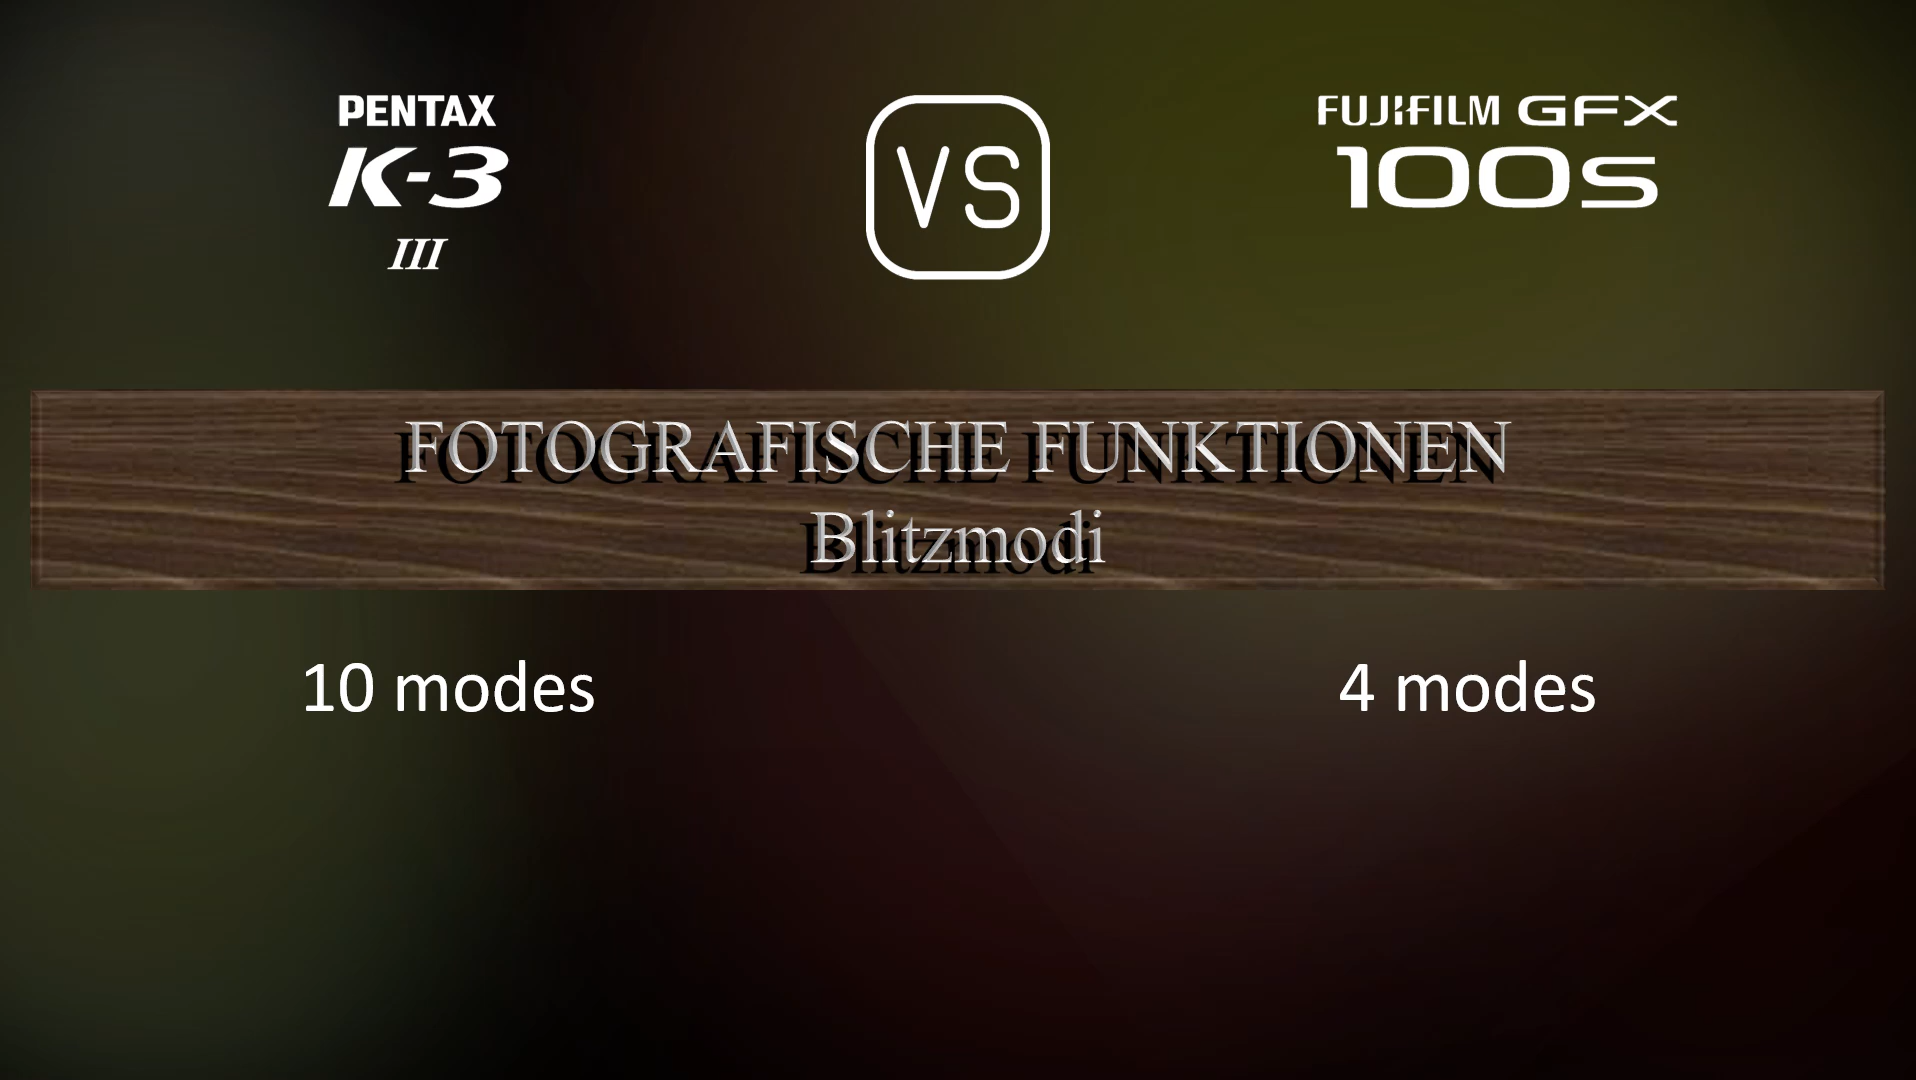 PENTAX
K-3
III
VS
FUJIFILM GFX
100S
FOTOGRAFISCHE FUNKTIONEN
Blitzmodi
10 modes
4 modes